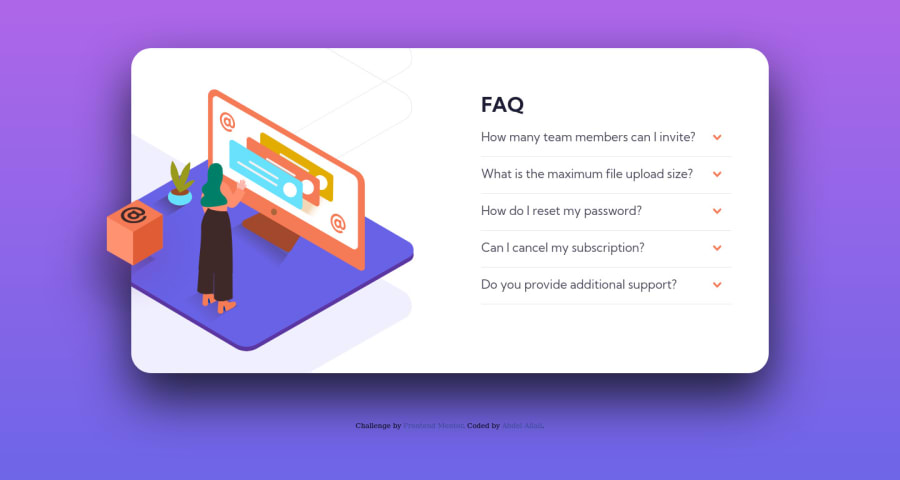 FAQ
How many team members can I invite?
What is the maximum file upload size?
How do I reset my password?
Can I cancel my subscription?
Do you provide additional support?
Challenge by Frontend Mentor. Coded by Abdul Allail.